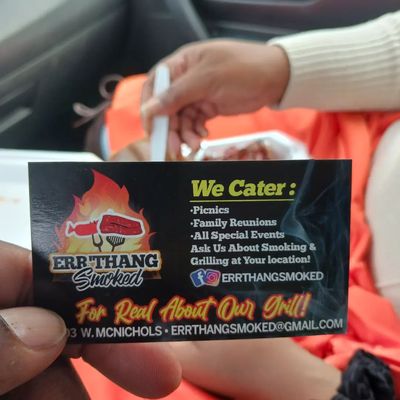 ERR'THANG
Smoked
We Cater :
•Picnics
•Family Reunions
•All Special Events
Ask Us About Smoking &
Grilling at Your location!
ERRTHANGSMOKED
For Real About Our Grill!
W. MCNICHOLS • ERRTHANGSMOKED@GMAIL.COM